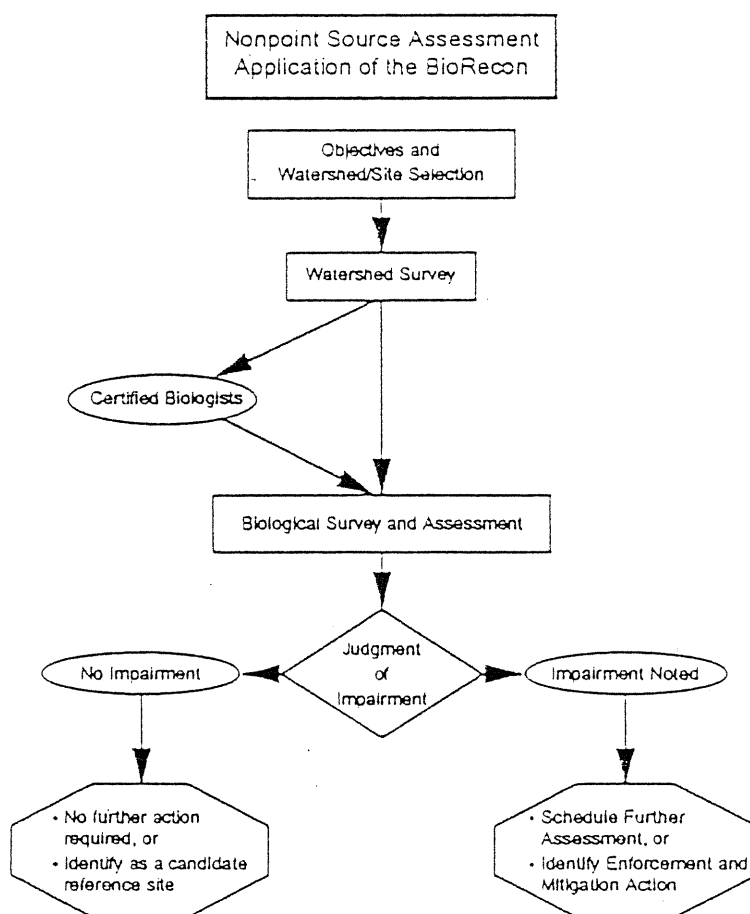 Nonpoint Source Assessment
Application of the BioRecon
Objectives and
Watershed/Site Selection
Watershed Survey
Certified Biologists
Biological Survey and Assessment
Judgment
of
Impairment
No Impairment
Impairment Noted
• No further action
required, or
• Identify as a candidate
reference site
• Schedule Further
Assessment, or
• Identify Enforcement and
Mitigation Action